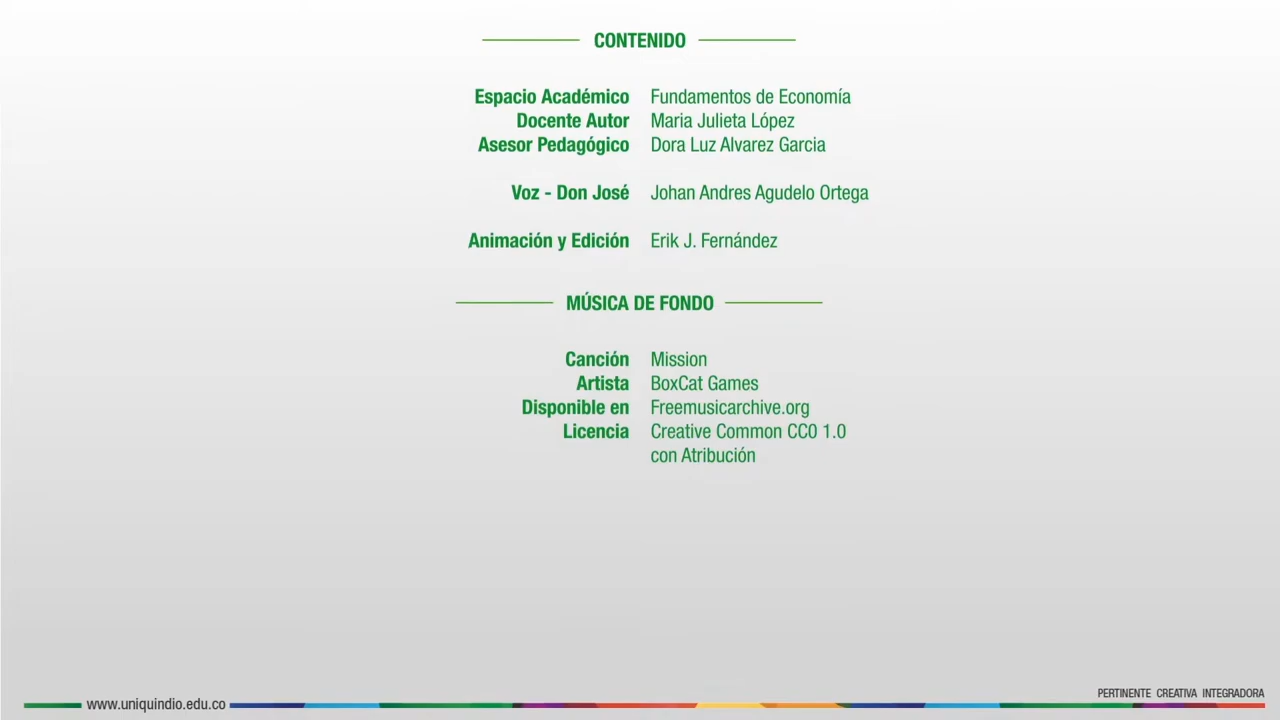 CONTENIDO
Espacio Académico Fundamentos de Economía
Docente Autor Maria Julieta López
Asesor Pedagógico Dora Luz Alvarez Garcia
Voz - Don José Johan Andres Agudelo Ortega
Animación y Edición Erik J. Fernández
MÚSICA DE FONDO
Canción Mission
Artista BoxCat Games
Disponible en Freemusicarchive.org
Licencia Creative Common CC0 1.0
con Atribución
PERTINENTE CREATIVA INTEGRADORA
www.uniquindio.edu.co